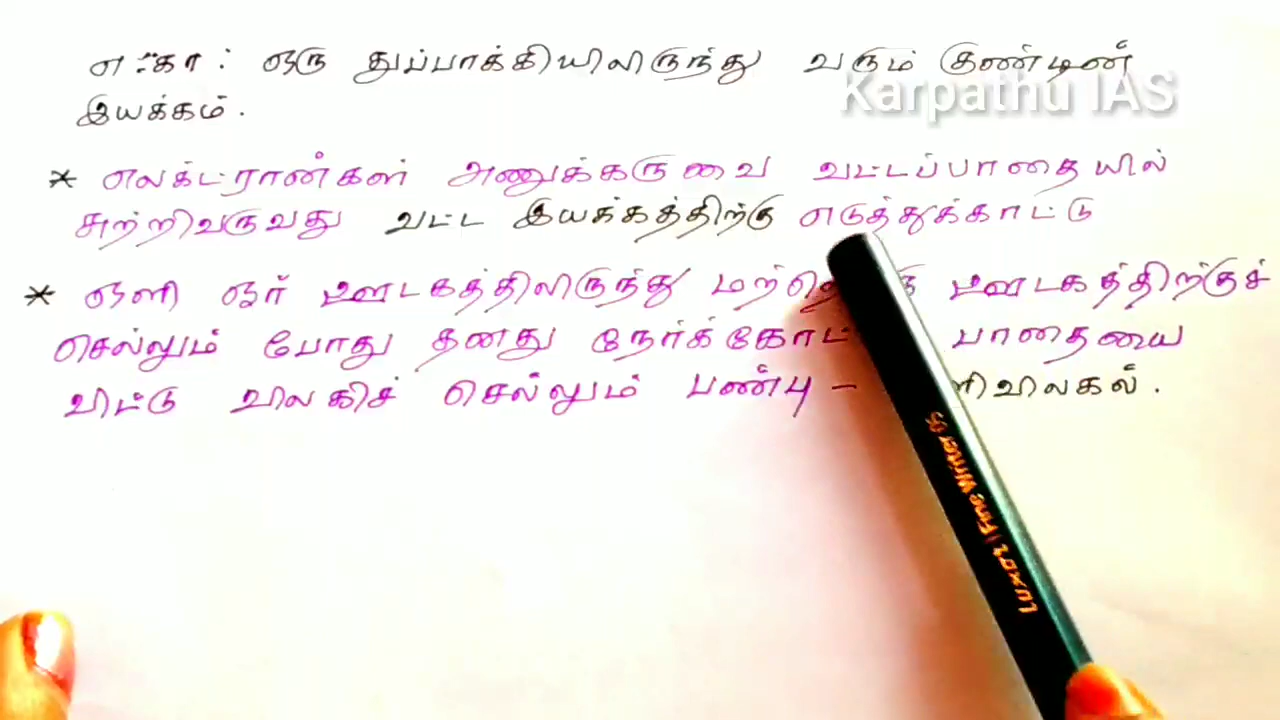 எ.கா : ஒரு துப்பாக்கியிலிருந்து வரும் குண்டின்
Karpathu IAS
இயக்கம் .
* எலக்ட்ரான்கள் அணுக்கருவை வட்டப்பாதையில்
சுற்றிவருவது வட்ட இயக்கத்திற்கு எடுத்துக்காட்டு
* ஒளி ஓர் ஊடகத்திலிருந்து ஊடகத்திற்குச்
செல்லும் போது தனது பாதையை
விட்டு விலகிச் செல்லும் பண்பு –
Luxor Fine Writer